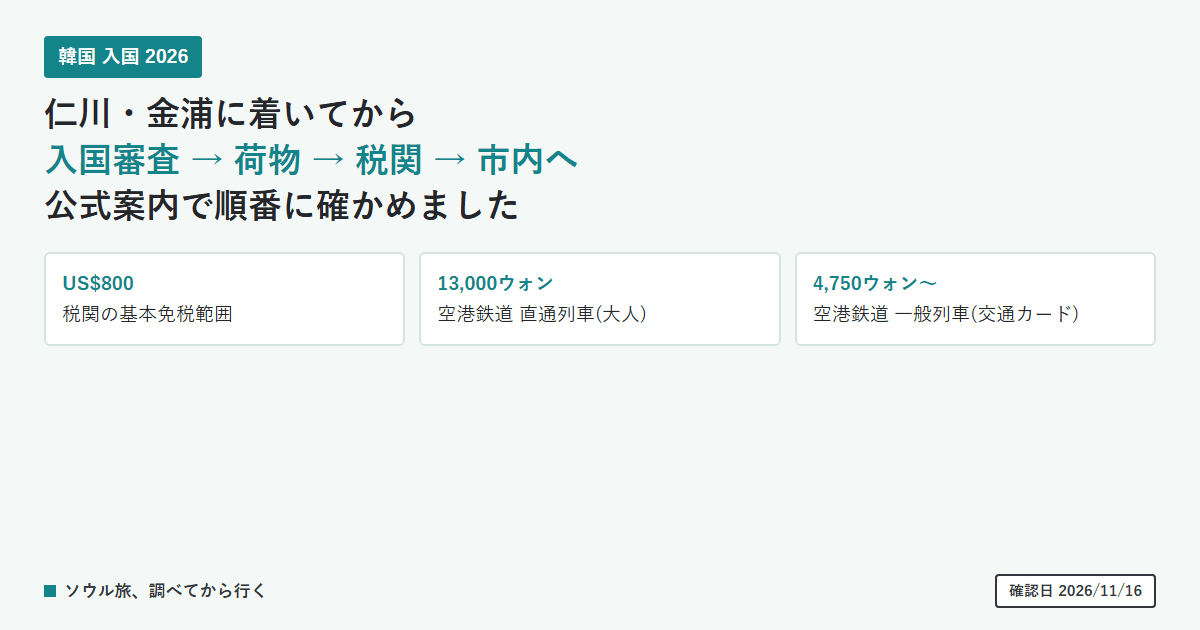 韓国 入国 2026
仁川・金浦に着いてから
入国審査 → 荷物 → 税関 → 市内へ
公式案内で順番に確かめました
US$800
税関の基本免税範囲
13,000ウォン
空港鉄道 直通列車(大人)
4,750ウォン〜
空港鉄道 一般列車(交通カード)
ソウル旅、調べてから行く
確認日 2026/11/16